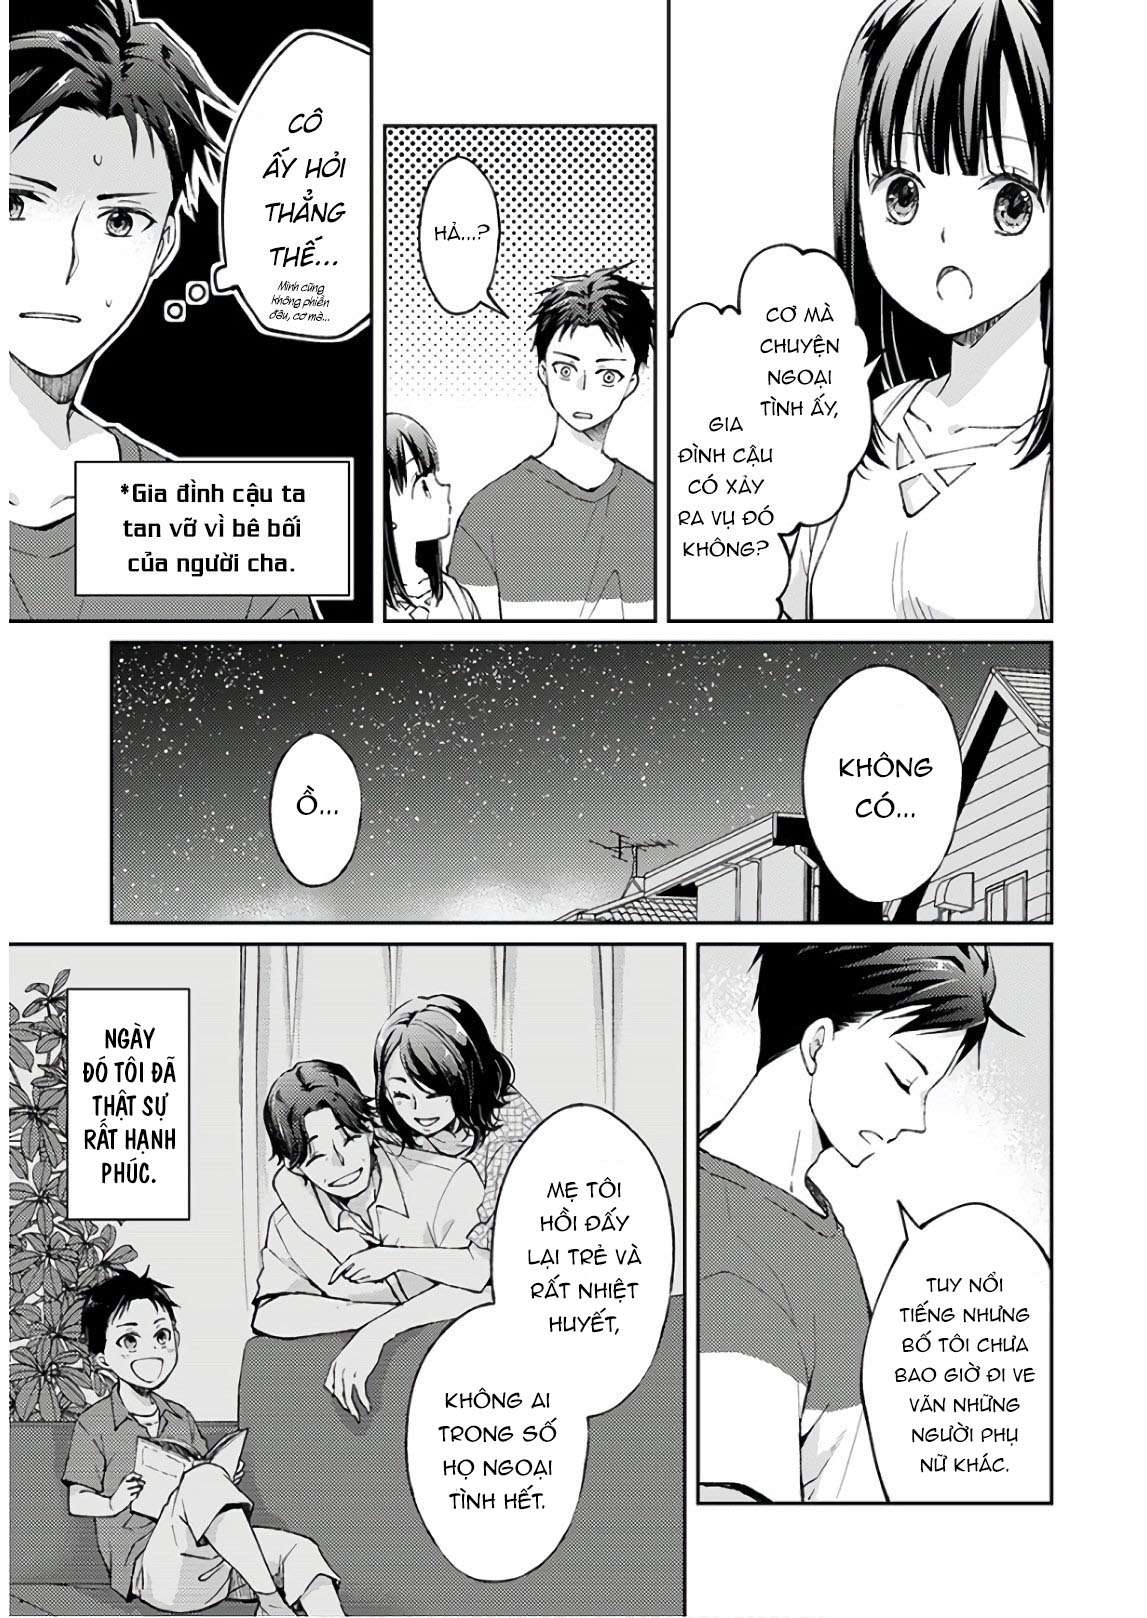 CƠ MÀ
CHUYỆN
NGOẠI
TÌNH ẤY,
GIA
ĐÌNH CẬU
CÓ XẢY
RA VỤ ĐÓ
KHÔNG?
HẢ...?
CÔ
ẤY HỎI
THẲNG
THẾ...
Mình cũng
không phiền
đâu, cơ mà...
*Gia đình cậu ta
tan vỡ vì bê bối
của người cha.
KHÔNG
CÓ...
Ồ...
TUY NỔI
TIẾNG NHƯNG
BỐ TÔI CHƯA
BAO GIỜ ĐI VE
VÃN NHỮNG
NGƯỜI PHỤ
NỮ KHÁC.
MẸ TÔI
HỒI ĐẤY
LẠI TRẺ VÀ
RẤT NHIỆT
HUYẾT,
KHÔNG AI
TRONG SỐ
HỌ NGOẠI
TÌNH HẾT.
NGÀY
ĐÓ TÔI ĐÃ
THẬT SỰ
RẤT HẠNH
PHÚC.